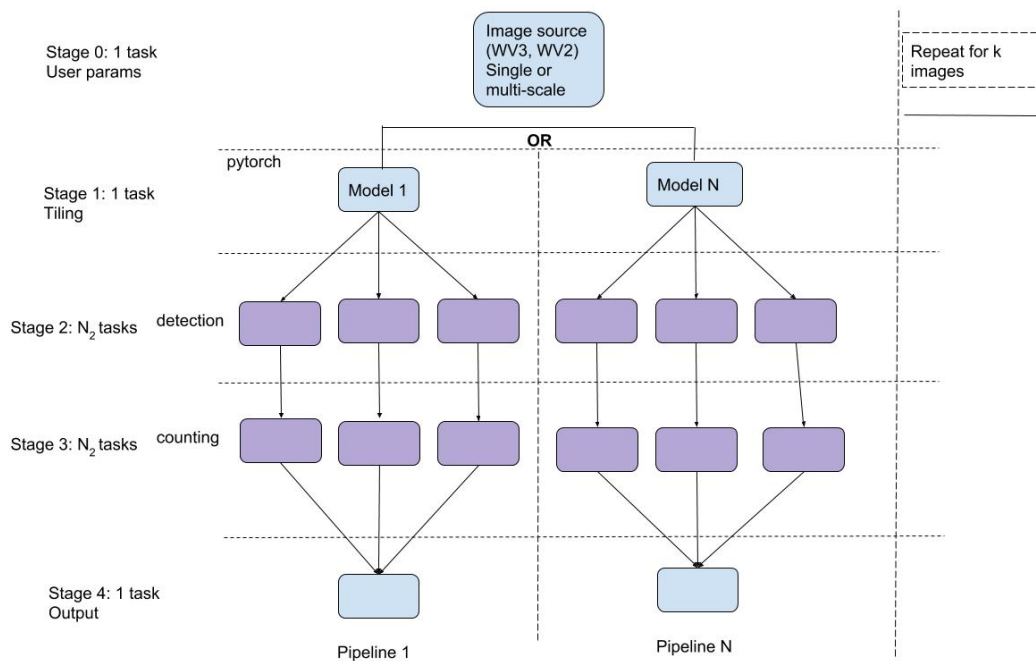 Stage 0: 1 task
User params
Image source
(WV3, WV2)
Single or
multi-scale
Repeat for k
images
OR
pytorch
Stage 1: 1 task
Tiling
Model 1
Model N
Stage 2: N₂ tasks
detection
Stage 3: N₂ tasks
counting
Stage 4: 1 task
Output
Pipeline 1
Pipeline N